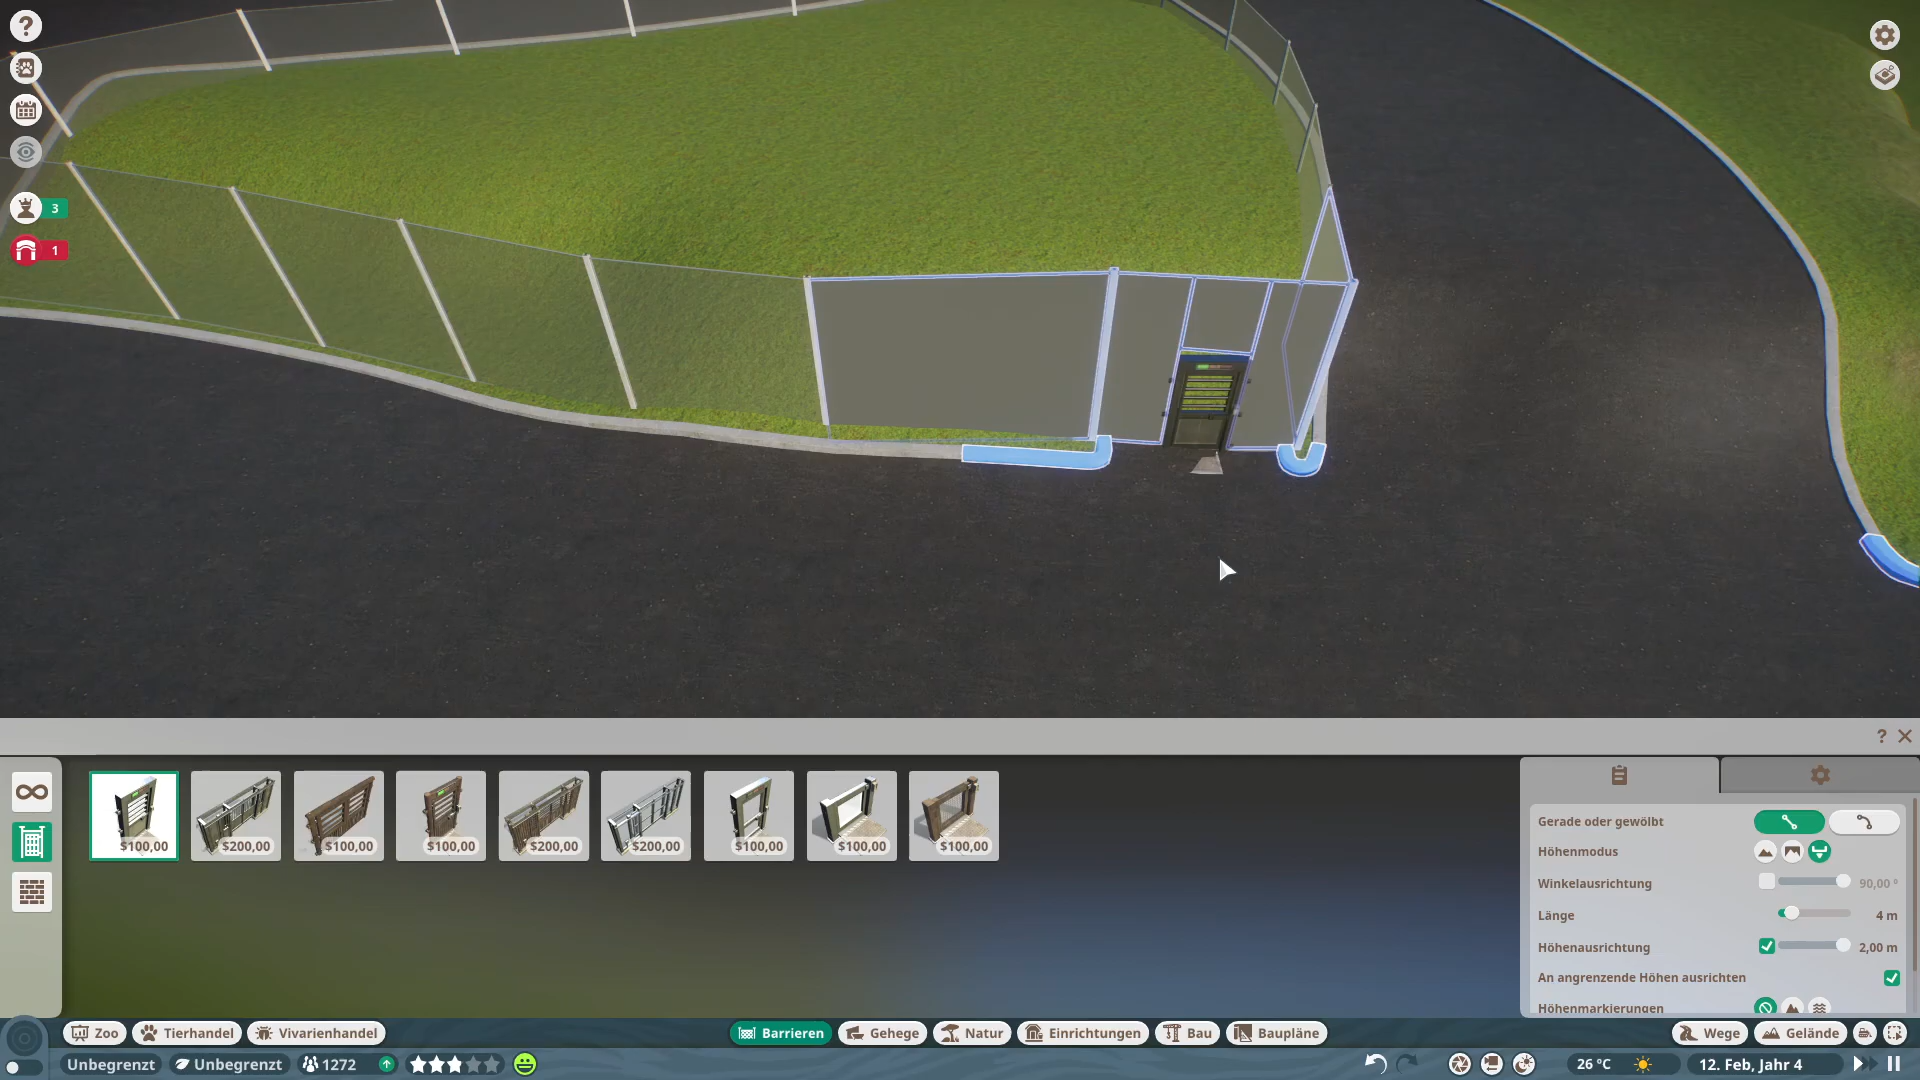 ?
3
1
?
$100,00
$200,00
$100,00
$100,00
$200,00
$200,00
$100,00
$100,00
$100,00
Gerade oder gewölbt
Höhenmodus
Winkelausrichtung 90,00 °
Länge 4 m
Höhenausrichtung 2,00 m
An angrenzende Höhen ausrichten
Höhenmarkierungen
Zoo Tierhandel Vivarienhandel Barrieren Gehege Natur Einrichtungen Bau Baupläne Wege Gelände
Unbegrenzt Unbegrenzt 1272 26 °C 12. Feb, Jahr 4